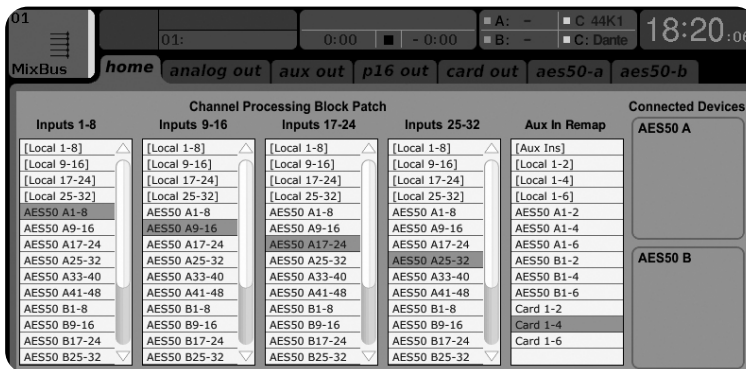 01
MixBus
01:
0:00 - 0:00
A: - C 44K1
B: - C: Dante
18:20:06
home analog out aux out p16 out card out aes50-a aes50-b
Channel Processing Block Patch Connected Devices
Inputs 1-8 Inputs 9-16 Inputs 17-24 Inputs 25-32 Aux In Remap AES50 A
[Local 1-8] [Local 1-8] [Local 1-8] [Local 1-8] [Aux Ins]
[Local 9-16] [Local 9-16] [Local 9-16] [Local 9-16] [Local 1-2]
[Local 17-24] [Local 17-24] [Local 17-24] [Local 17-24] [Local 1-4]
[Local 25-32] [Local 25-32] [Local 25-32] [Local 25-32] [Local 1-6]
AES50 A1-8 AES50 A1-8 AES50 A1-8 AES50 A1-8 AES50 A1-2
AES50 A9-16 AES50 A9-16 AES50 A9-16 AES50 A9-16 AES50 A1-4
AES50 A17-24 AES50 A17-24 AES50 A17-24 AES50 A17-24 AES50 A1-6
AES50 A25-32 AES50 A25-32 AES50 A25-32 AES50 A25-32 AES50 B1-2 AES50 B
AES50 A33-40 AES50 A33-40 AES50 A33-40 AES50 A33-40 AES50 B1-4
AES50 A41-48 AES50 A41-48 AES50 A41-48 AES50 A41-48 AES50 B1-6
AES50 B1-8 AES50 B1-8 AES50 B1-8 AES50 B1-8 Card 1-2
AES50 B9-16 AES50 B9-16 AES50 B9-16 AES50 B9-16 Card 1-4
AES50 B17-24 AES50 B17-24 AES50 B17-24 AES50 B17-24 Card 1-6
AES50 B25-32 AES50 B25-32 AES50 B25-32 AES50 B25-32